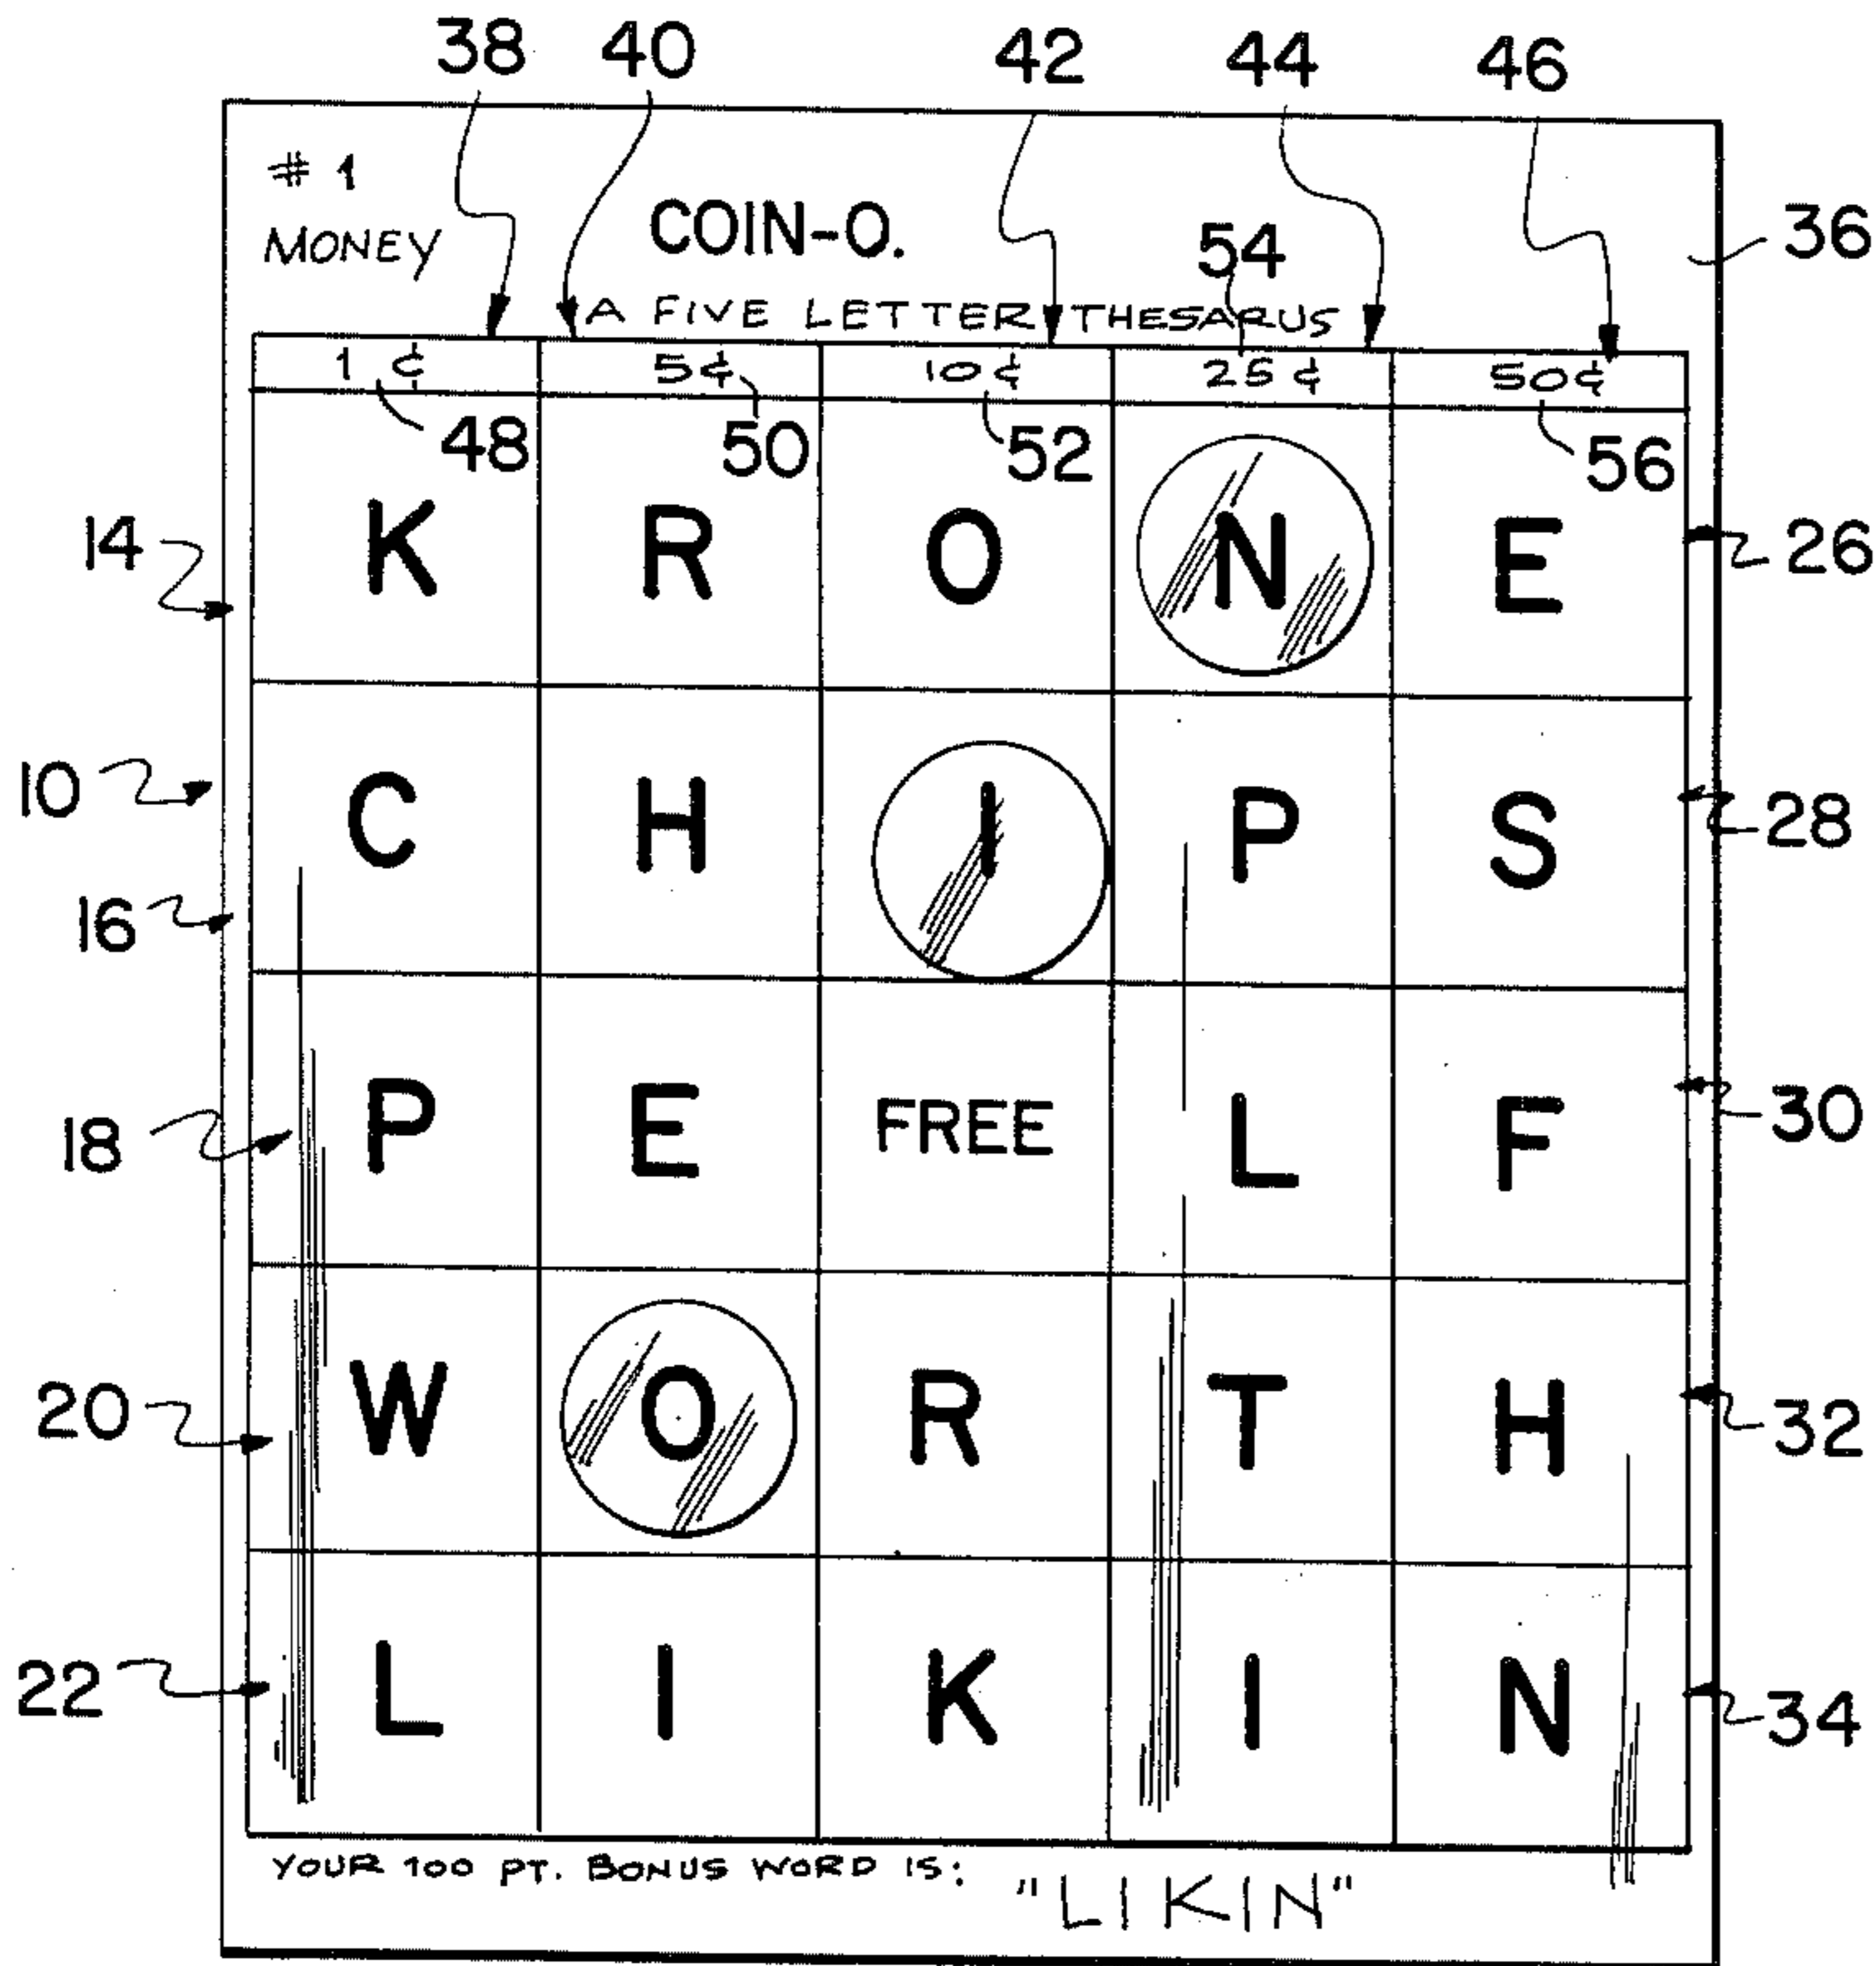 38 40 42 44 46
# 1
MONEY COIN-O. 54 36
A FIVE LETTER THESARUS
1 ¢ 5¢ 10 ¢ 25 ¢ 50¢
48 50 52 56
14 K R O N E 26
10 C H I P S 28
16
18 P E FREE L F 30
20 W O R T H 32
22 L I K I N 34
YOUR 100 PT. BONUS WORD IS: "LIKIN"